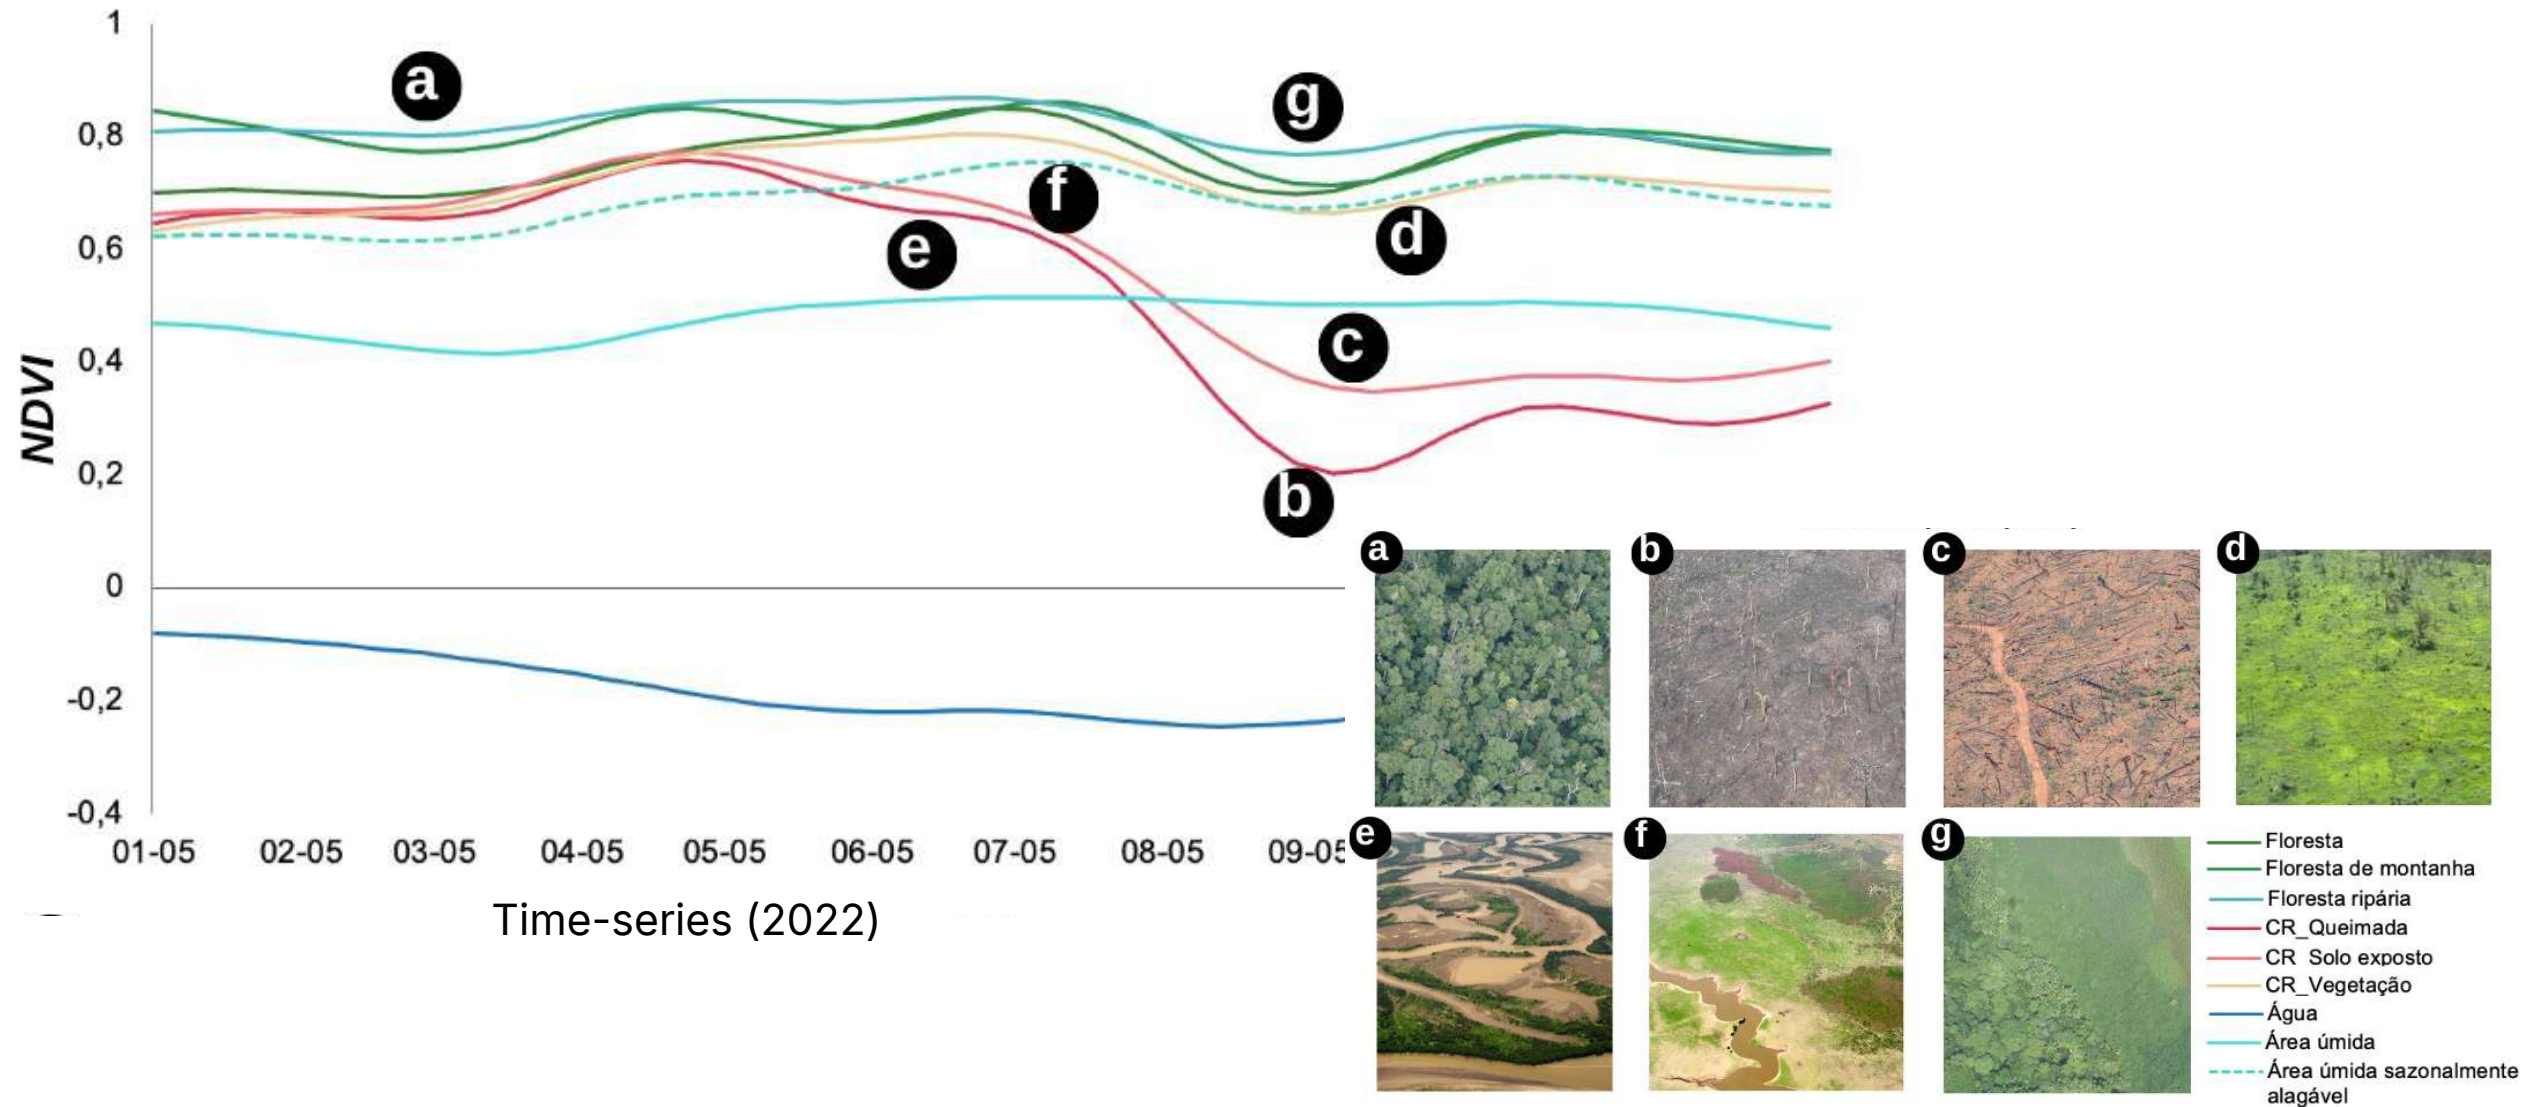 1
0,8
0,6
0,4
0,2
0
-0,2
-0,4
NDVI
a
g
f
e
d
c
b
01-05
02-05
03-05
04-05
05-05
06-05
07-05
08-05
09-05
Time-series (2022)
a
b
c
d
e
f
g
Floresta
Floresta de montanha
Floresta ripária
CR_Queimada
CR Solo exposto
CR_Vegetação
Água
Área úmida
Área úmida sazonalmente
alagável